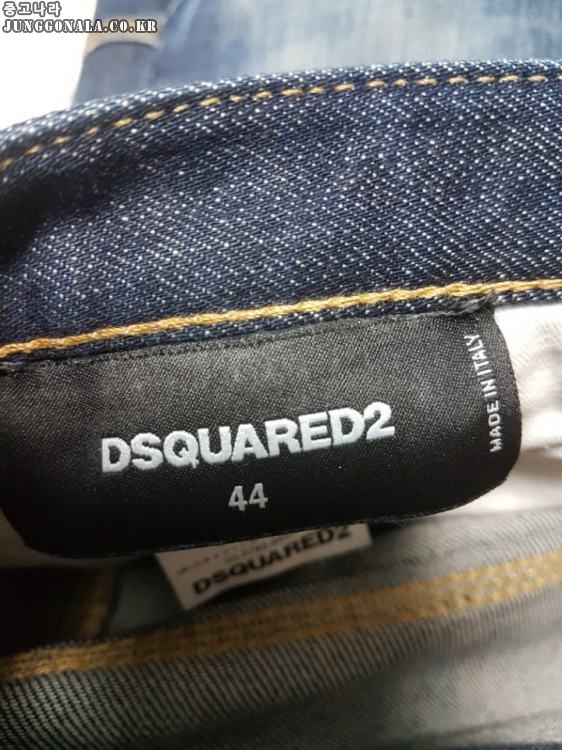 중고나라
JUNGGONALA.CO.KR
DSQUARED2
44
MADE IN ITALY
DSQUARED2